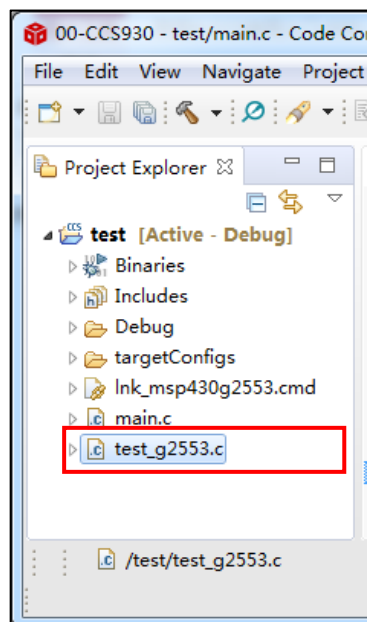 00-CCS930 - test/main.c - Code Co
File Edit View Navigate Project
Project Explorer
test [Active - Debug]
Binaries
Includes
Debug
targetConfigs
lnk_msp430g2553.cmd
main.c
test_g2553.c
/test/test_g2553.c